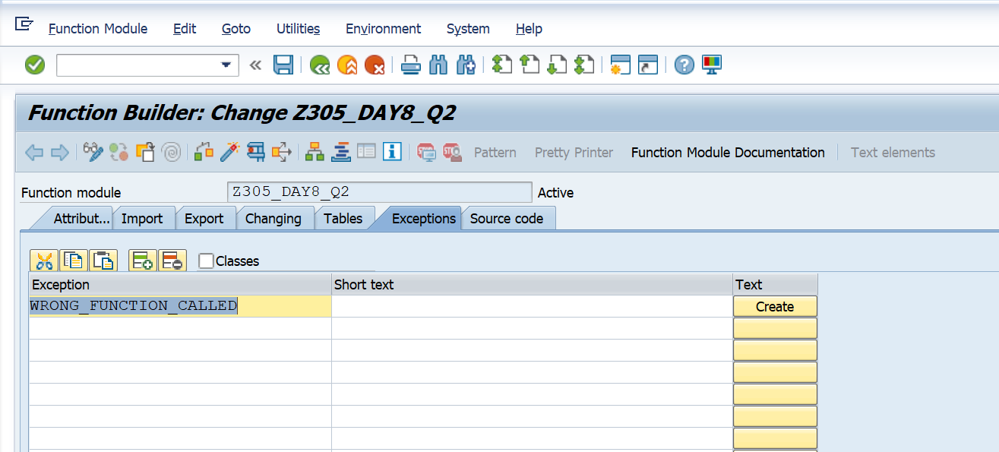 Function Module Edit Goto Utilities Environment System Help
Function Builder: Change Z305_DAY8_Q2
Pattern Pretty Printer Function Module Documentation Text elements
Function module Z305_DAY8_Q2 Active
Attribut... Import Export Changing Tables Exceptions Source code
Classes
Exception Short text Text
WRONG_FUNCTION_CALLED Create